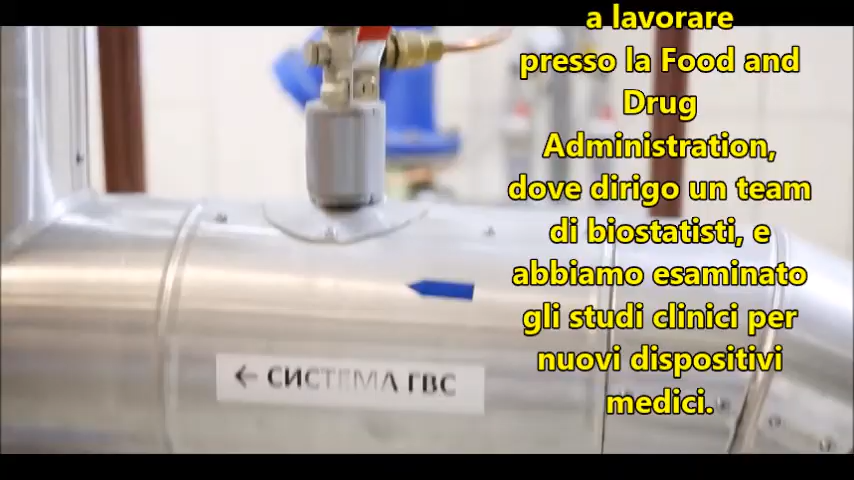 a lavorare
presso la Food and
Drug
Administration,
dove dirigo un team
di biostatisti, e
abbiamo esaminato
gli studi clinici per
nuovi dispositivi
medici.
← СИСТЕМА ГВС